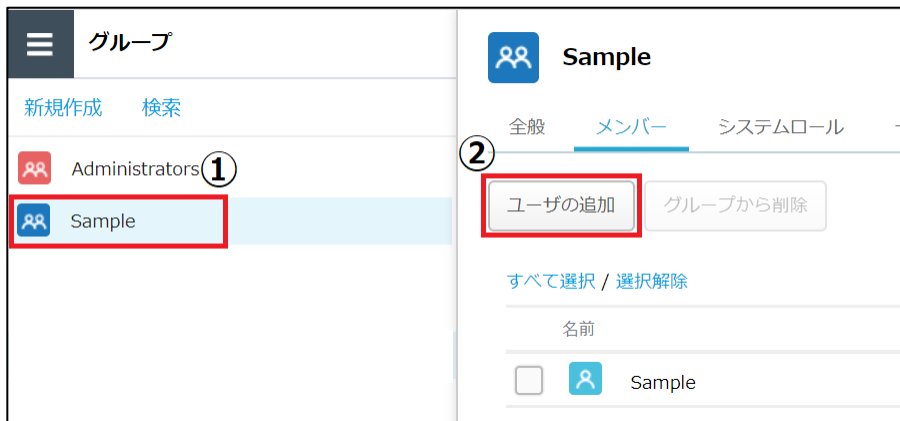 グループ
新規作成 検索
Administrators①
Sample
Sample
全般 メンバー システムロール
②
ユーザの追加 グループから削除
すべて選択 / 選択解除
名前
Sample